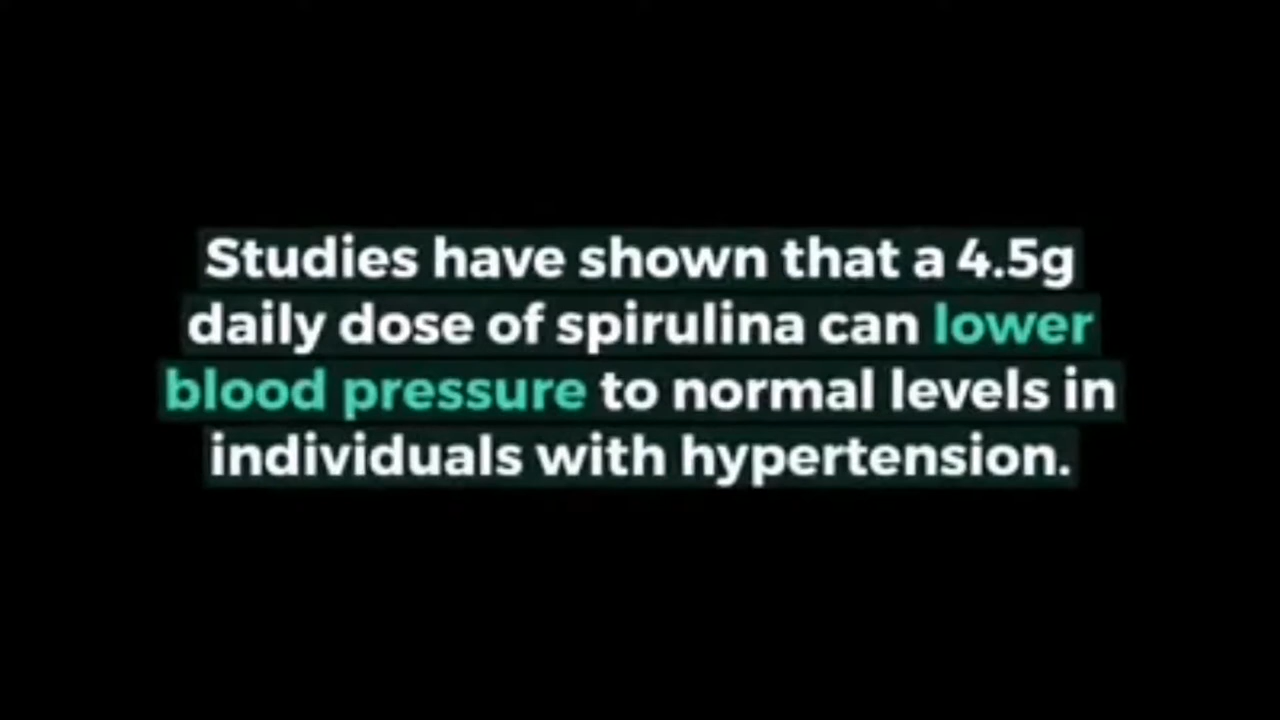 Studies have shown that a 4.5g
daily dose of spirulina can lower
blood pressure to normal levels in
individuals with hypertension.